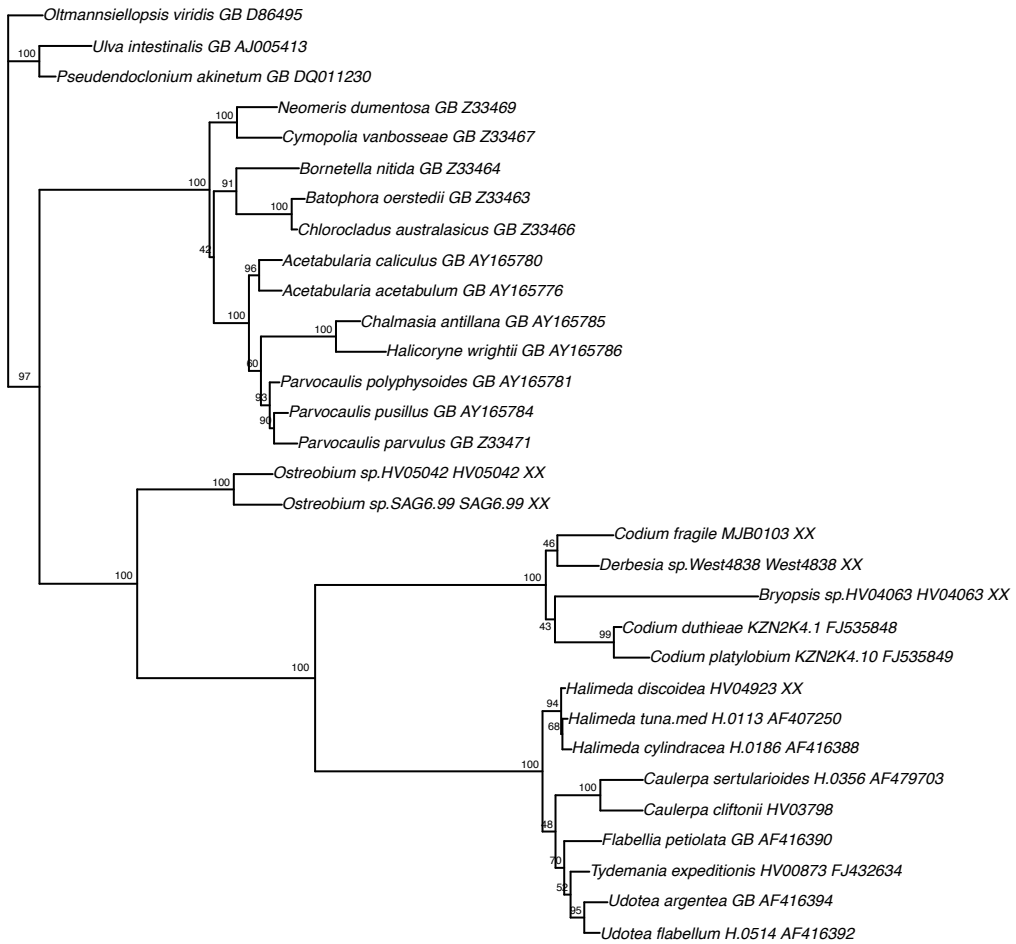 Oltmannsiellopsis viridis GB D86495
Ulva intestinalis GB AJ005413
100
Pseudendoclonium akinetum GB DQ011230
Neomeris dumentosa GB Z33469
100
Cymopolia vanbosseae GB Z33467
Bornetella nitida GB Z33464
100
91
Batophora oerstedii GB Z33463
100
Chlorocladus australasicus GB Z33466
42
Acetabularia caliculus GB AY165780
96
Acetabularia acetabulum GB AY165776
100
Chalmasia antillana GB AY165785
100
Halicoryne wrightii GB AY165786
60
97
Parvocaulis polyphysoides GB AY165781
93
Parvocaulis pusillus GB AY165784
90
Parvocaulis parvulus GB Z33471
Ostreobium sp.HV05042 HV05042 XX
100
Ostreobium sp.SAG6.99 SAG6.99 XX
Codium fragile MJB0103 XX
46
Derbesia sp.West4838 West4838 XX
100
100
Bryopsis sp.HV04063 HV04063 XX
43
Codium duthieae KZN2K4.1 FJ535848
99
Codium platylobium KZN2K4.10 FJ535849
100
Halimeda discoidea HV04923 XX
94
Halimeda tuna.med H.0113 AF407250
68
Halimeda cylindracea H.0186 AF416388
100
Caulerpa sertularioides H.0356 AF479703
100
Caulerpa cliftonii HV03798
48
Flabellia petiolata GB AF416390
70
Tydemania expeditionis HV00873 FJ432634
52
Udotea argentea GB AF416394
95
Udotea flabellum H.0514 AF416392